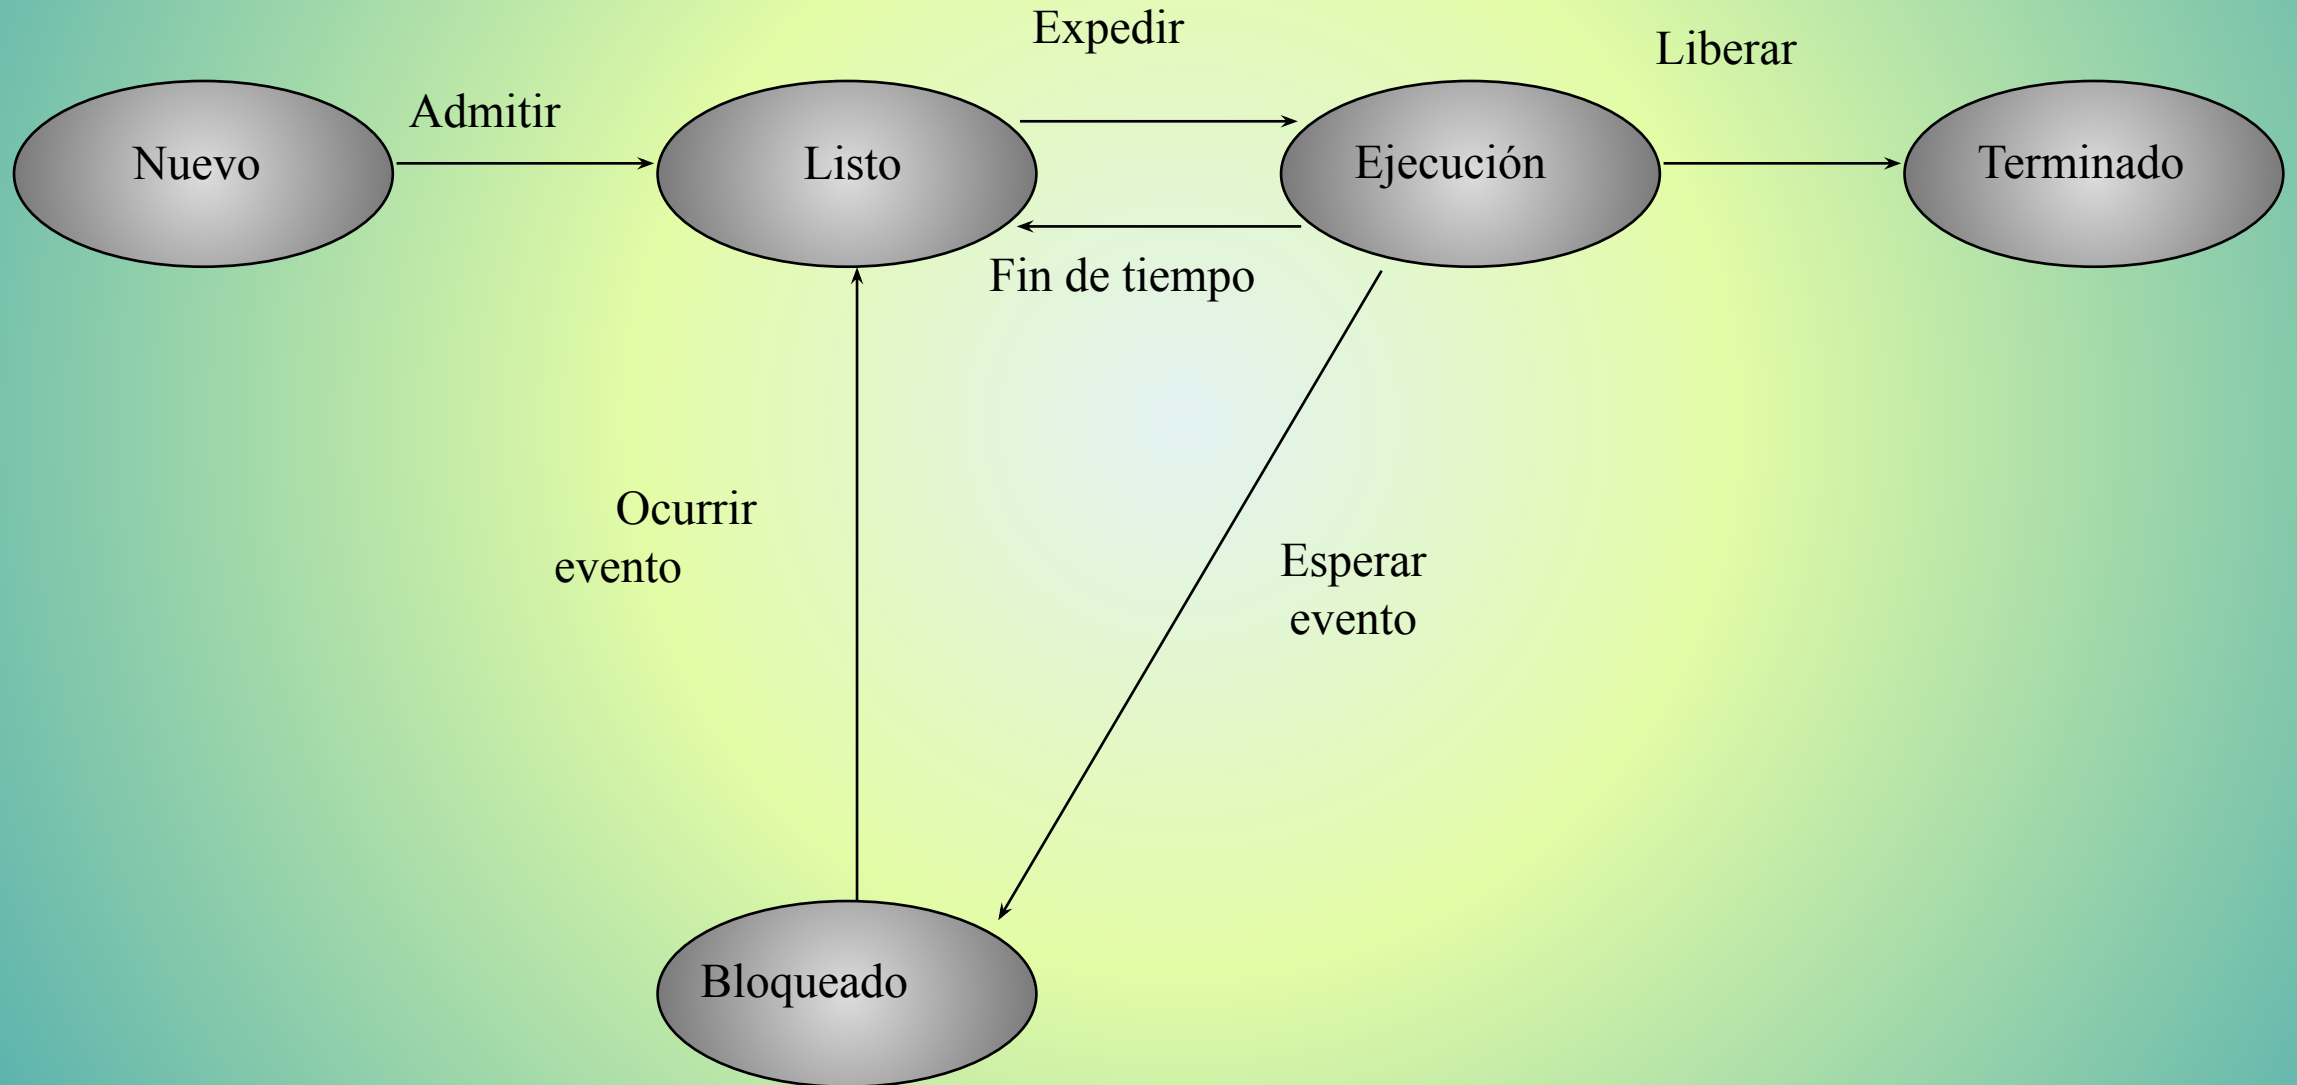 Expedir
Liberar
Admitir
Nuevo
Listo
Ejecución
Terminado
Fin de tiempo
Ocurrir
evento
Esperar
evento
Bloqueado